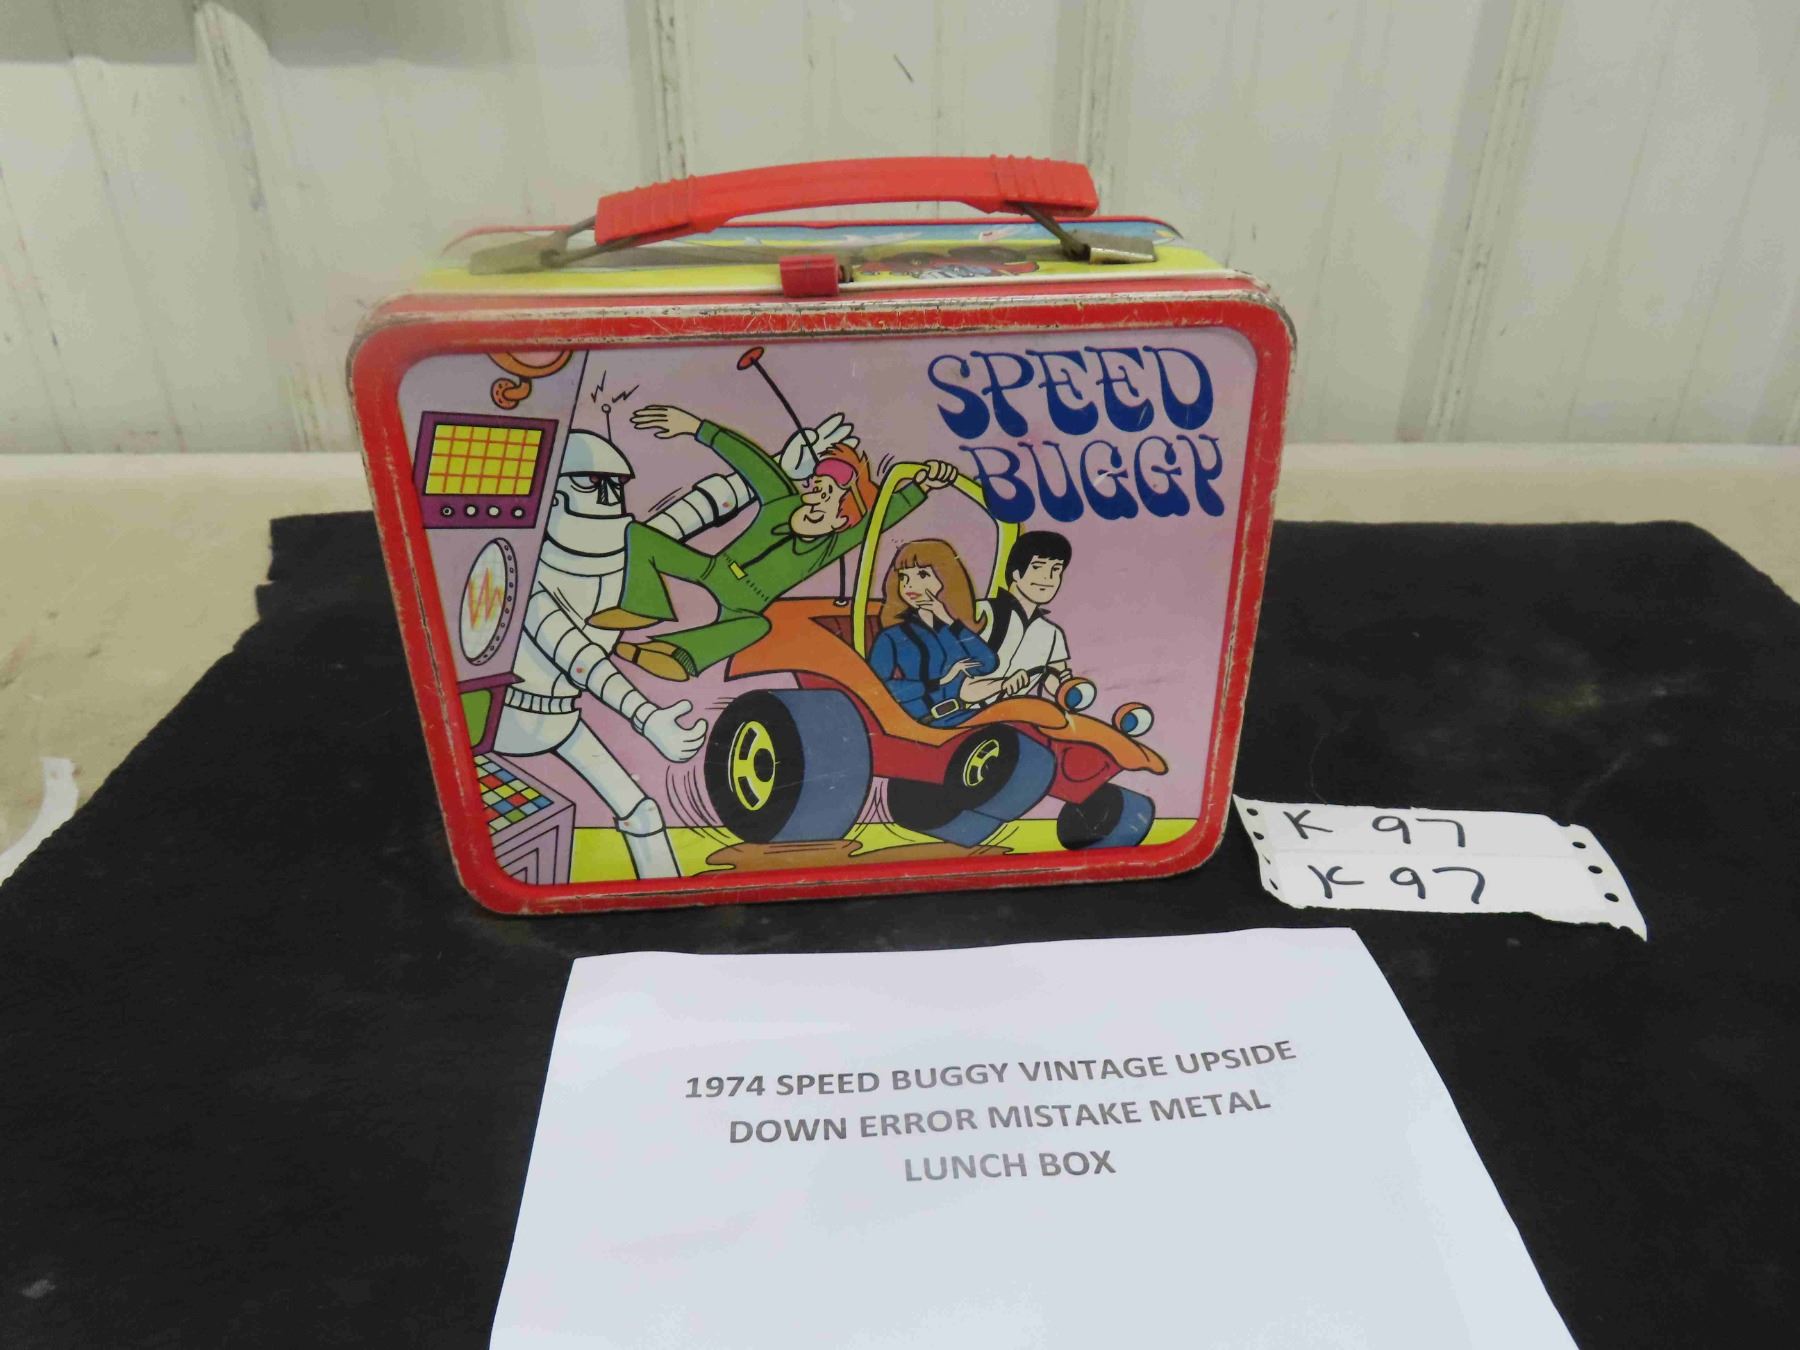 SPEED
BUGGY
K 97
K 97
1974 SPEED BUGGY VINTAGE UPSIDE
DOWN ERROR MISTAKE METAL
LUNCH BOX